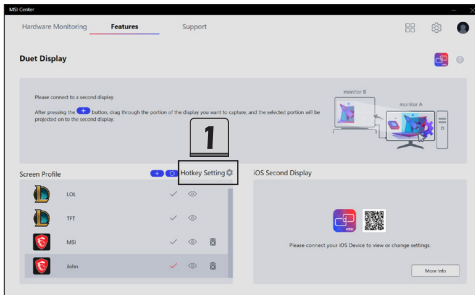 MSI Center
Hardware Monitoring Features Support
Duet Display
Please connect to a second display.
After pressing the + button, drag through the portion of the display you want to capture, and the selected portion will be
projected on to the second display.
monitor B
monitor A
1
Screen Profile
Hotkey Setting
iOS Second Display
LOL
TFT
MSI
John
Please connect your iOS Device to view or change settings.
More info